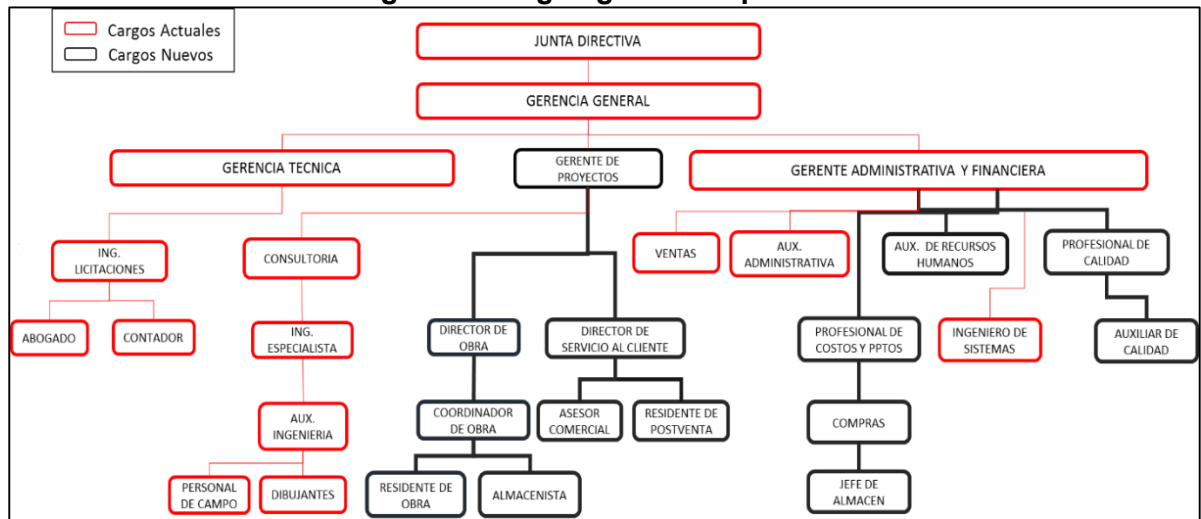 Cargos Actuales
Cargos Nuevos
JUNTA DIRECTIVA
GERENCIA GENERAL
GERENCIA TECNICA
GERENTE DE
PROYECTOS
GERENTE ADMINISTRATIVA Y FINANCIERA
ING.
LICITACIONES
CONSULTORIA
VENTAS
AUX.
ADMINISTRATIVA
AUX. DE RECURSOS
HUMANOS
PROFESIONAL DE
CALIDAD
ABOGADO
CONTADOR
ING.
ESPECIALISTA
DIRECTOR DE
OBRA
DIRECTOR DE
SERVICIO AL CLIENTE
PROFESIONAL DE
COSTOS Y PPTOS
INGENIERO DE
SISTEMAS
AUXILIAR DE
CALIDAD
AUX.
INGENIERIA
COORDINADOR
DE OBRA
ASESOR
COMERCIAL
RESIDENTE DE
POSTVENTA
COMPRAS
PERSONAL
DE CAMPO
DIBUJANTES
RESIDENTE DE
OBRA
ALMACENISTA
JEFE DE
ALMACEN